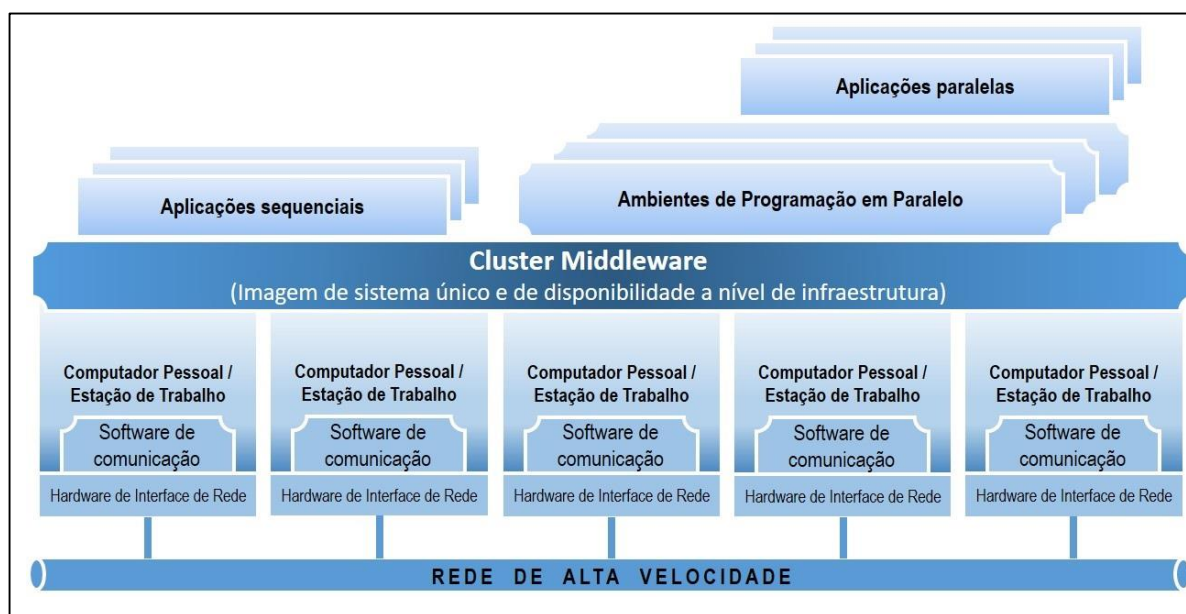 Aplicações paralelas
Aplicações sequenciais
Ambientes de Programação em Paralelo
Cluster Middleware
(Imagem de sistema único e de disponibilidade a nível de infraestrutura)
Computador Pessoal /
Estação de Trabalho
Software de
comunicação
Hardware de Interface de Rede
Computador Pessoal /
Estação de Trabalho
Software de
comunicação
Hardware de Interface de Rede
Computador Pessoal /
Estação de Trabalho
Software de
comunicação
Hardware de Interface de Rede
Computador Pessoal /
Estação de Trabalho
Software de
comunicação
Hardware de Interface de Rede
Computador Pessoal /
Estação de Trabalho
Software de
comunicação
Hardware de Interface de Rede
REDE DE ALTA VELOCIDADE